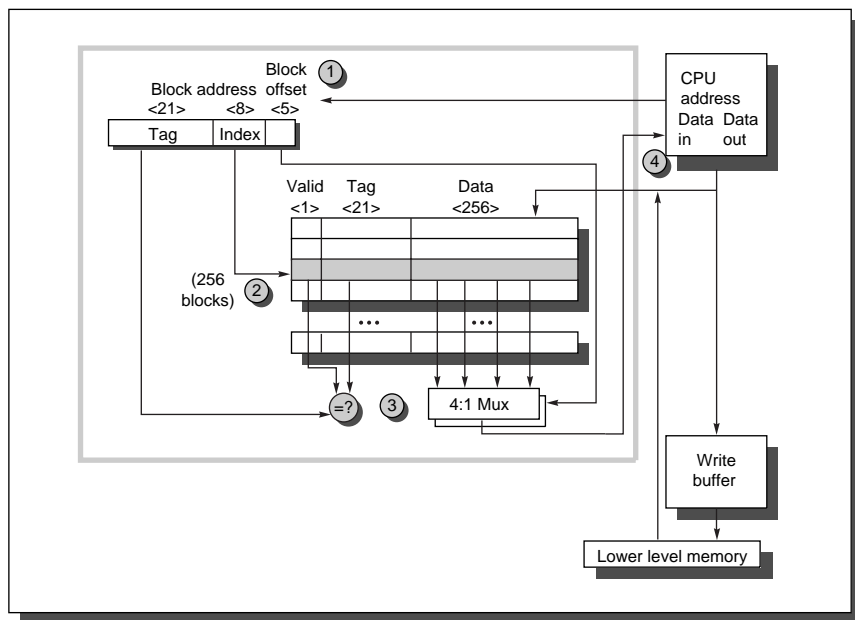 Block
offset
<5>
1
Block address
<21> <8>
Tag Index
CPU
address
Data Data
in out
4
Valid Tag Data
<1> <21> <256>
(256
blocks)
2
...
...
=?
3
4:1 Mux
Write
buffer
Lower level memory